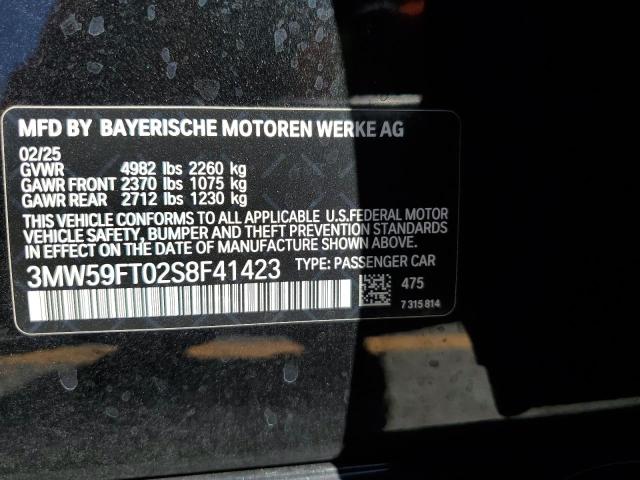 MFD BY BAYERISCHE MOTOREN WERKE AG
02/25
GVWR 4982 lbs 2260 kg
GAWR FRONT 2370 lbs 1075 kg
GAWR REAR 2712 lbs 1230 kg
THIS VEHICLE CONFORMS TO ALL APPLICABLE U.S.FEDERAL MOTOR
VEHICLE SAFETY, BUMPER AND THEFT PREVENTION STANDARDS
IN EFFECT ON THE DATE OF MANUFACTURE SHOWN ABOVE.
3MW59FT02S8F41423 TYPE: PASSENGER CAR
475
7 315 814